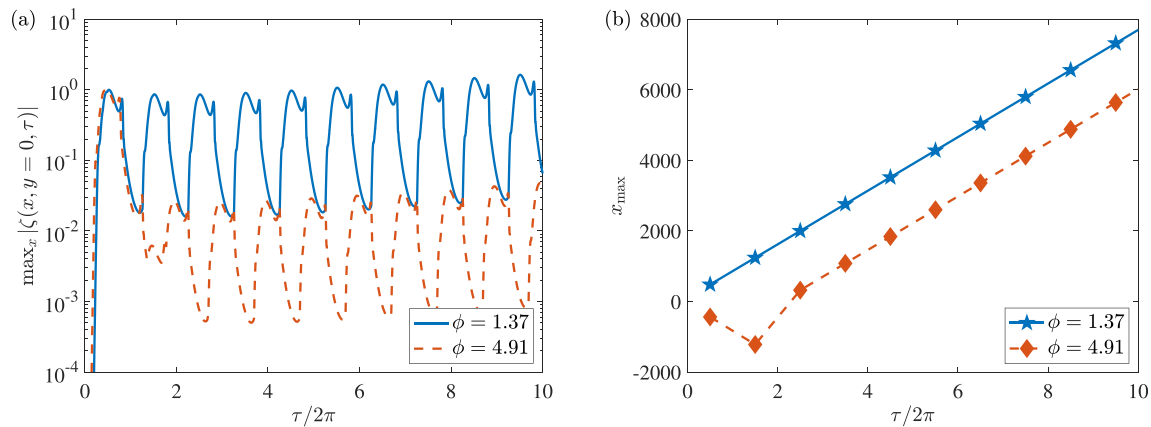 (a)
max_x |ζ(x, y = 0, τ)|
10^1
10^0
10^-1
10^-2
10^-3
10^-4
0 2 4 6 8 10
τ/2π
ϕ = 1.37
ϕ = 4.91
(b)
x_max
8000
6000
4000
2000
0
-2000
0 2 4 6 8 10
τ/2π
ϕ = 1.37
ϕ = 4.91